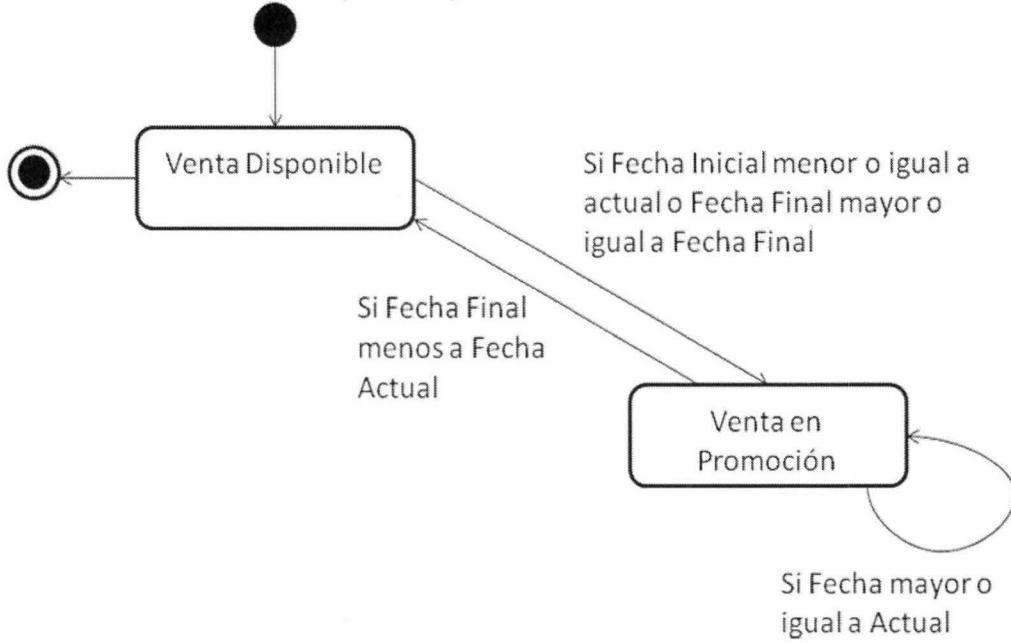 Venta Disponible
Si Fecha Inicial menor o igual a
actual o Fecha Final mayor o
igual a Fecha Final
Si Fecha Final
menos a Fecha
Actual
Venta en
Promoción
Si Fecha mayor o
igual a Actual